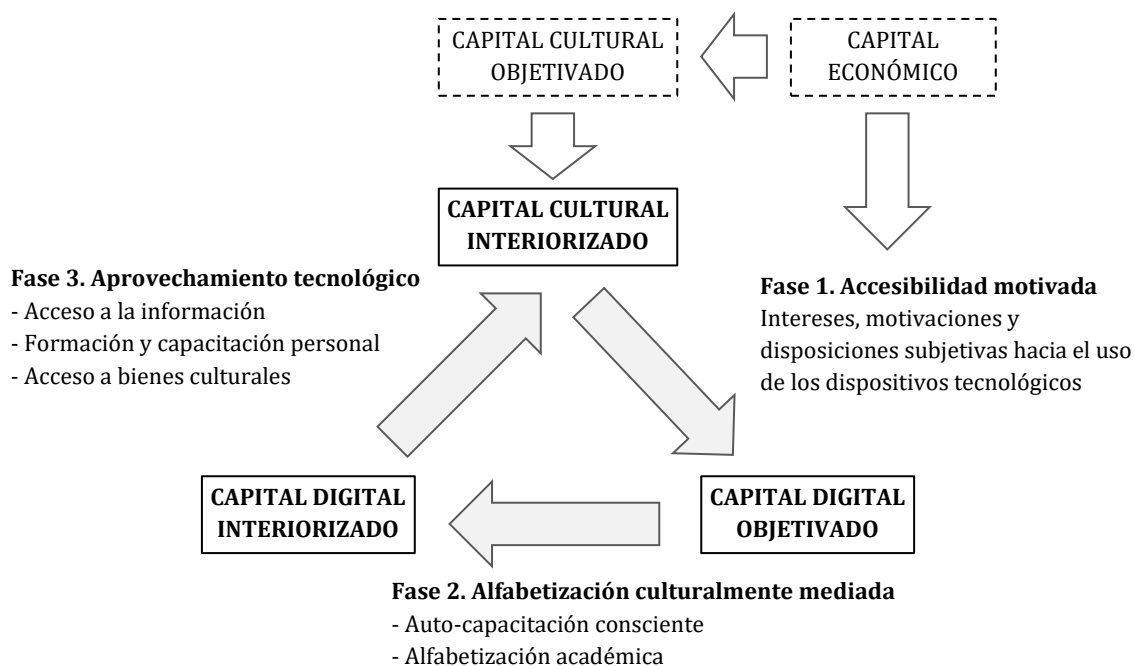 CAPITAL CULTURAL
OBJETIVADO
CAPITAL
ECONÓMICO
CAPITAL CULTURAL
INTERIORIZADO
Fase 3. Aprovechamiento tecnológico
- Acceso a la información
- Formación y capacitación personal
- Acceso a bienes culturales
Fase 1. Accesibilidad motivada
Intereses, motivaciones y
disposiciones subjetivas hacia el uso
de los dispositivos tecnológicos
CAPITAL DIGITAL
INTERIORIZADO
CAPITAL DIGITAL
OBJETIVADO
Fase 2. Alfabetización culturalmente mediada
- Auto-capacitación consciente
- Alfabetización académica